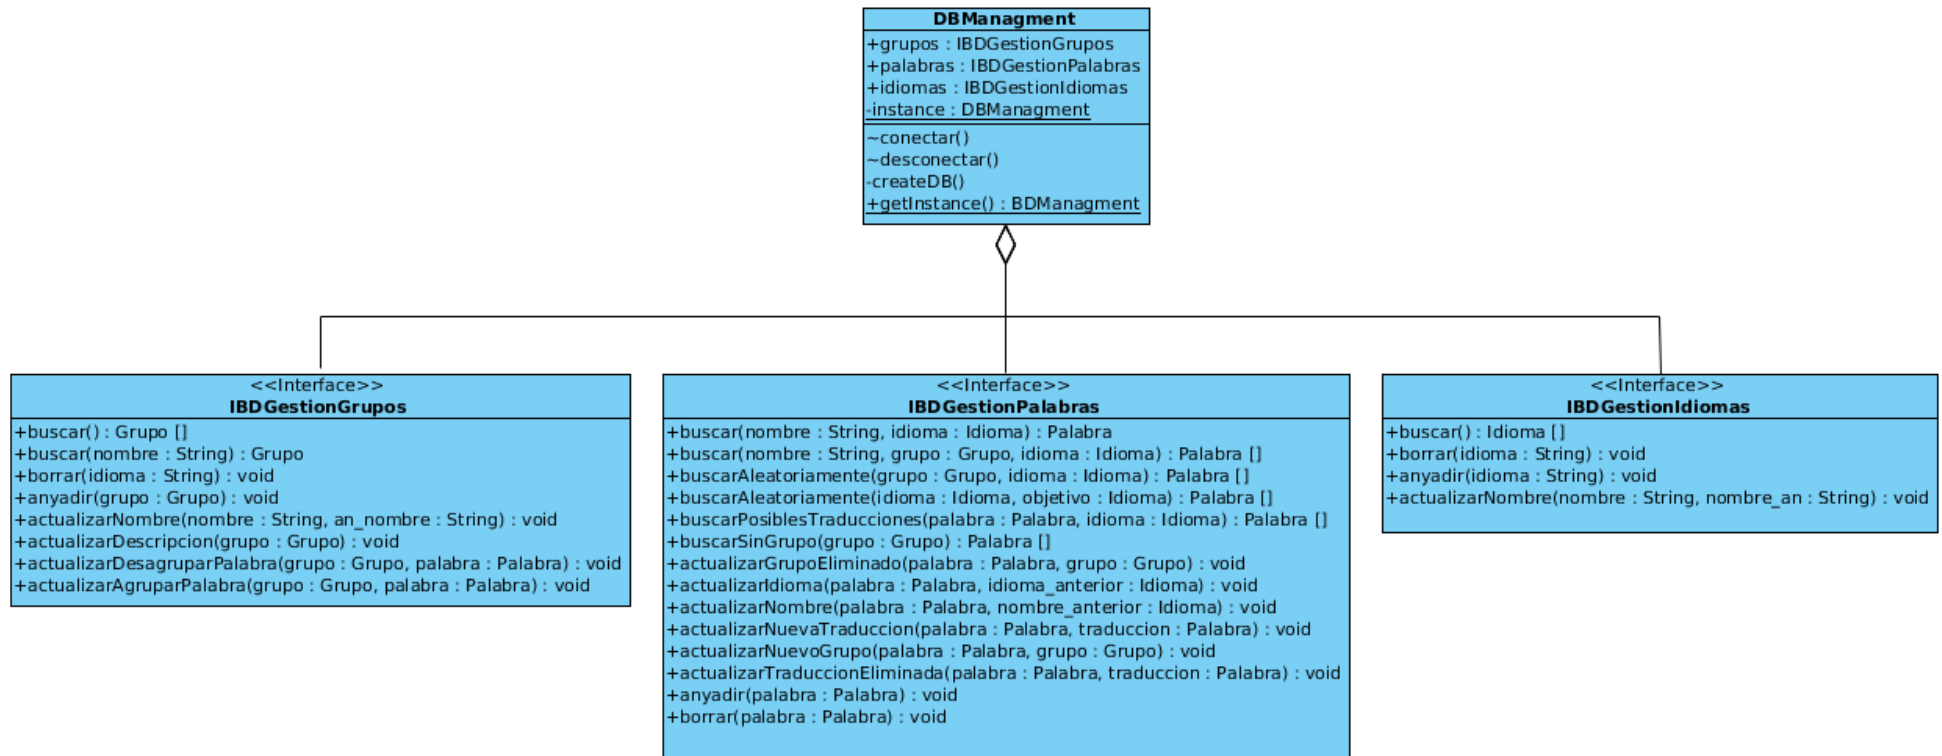 DBManagment
+grupos : IBDGestionGrupos
+palabras : IBDGestionPalabras
+idiomas : IBDGestionIdiomas
-instance : DBManagment
~conectar()
~desconectar()
-createDB()
+getInstance() : BDManagment
<<Interface>>
IBDGestionGrupos
+buscar() : Grupo []
+buscar(nombre : String) : Grupo
+borrar(idioma : String) : void
+anyadir(grupo : Grupo) : void
+actualizarNombre(nombre : String, an_nombre : String) : void
+actualizarDescripcion(grupo : Grupo) : void
+actualizarDesagruparPalabra(grupo : Grupo, palabra : Palabra) : void
+actualizarAgruparPalabra(grupo : Grupo, palabra : Palabra) : void
<<Interface>>
IBDGestionPalabras
+buscar(nombre : String, idioma : Idioma) : Palabra
+buscar(nombre : String, grupo : Grupo, idioma : Idioma) : Palabra []
+buscarAleatoriamente(grupo : Grupo, idioma : Idioma) : Palabra []
+buscarAleatoriamente(idioma : Idioma, objetivo : Idioma) : Palabra []
+buscarPosiblesTraducciones(palabra : Palabra, idioma : Idioma) : Palabra []
+buscarSinGrupo(grupo : Grupo) : Palabra []
+actualizarGrupoEliminado(palabra : Palabra, grupo : Grupo) : void
+actualizarIdioma(palabra : Palabra, idioma_anterior : Idioma) : void
+actualizarNombre(palabra : Palabra, nombre_anterior : Idioma) : void
+actualizarNuevaTraduccion(palabra : Palabra, traduccion : Palabra) : void
+actualizarNuevoGrupo(palabra : Palabra, grupo : Grupo) : void
+actualizarTraduccionEliminada(palabra : Palabra, traduccion : Palabra) : void
+anyadir(palabra : Palabra) : void
+borrar(palabra : Palabra) : void
<<Interface>>
IBDGestionIdiomas
+buscar() : Idioma []
+borrar(idioma : String) : void
+anyadir(idioma : String) : void
+actualizarNombre(nombre : String, nombre_an : String) : void